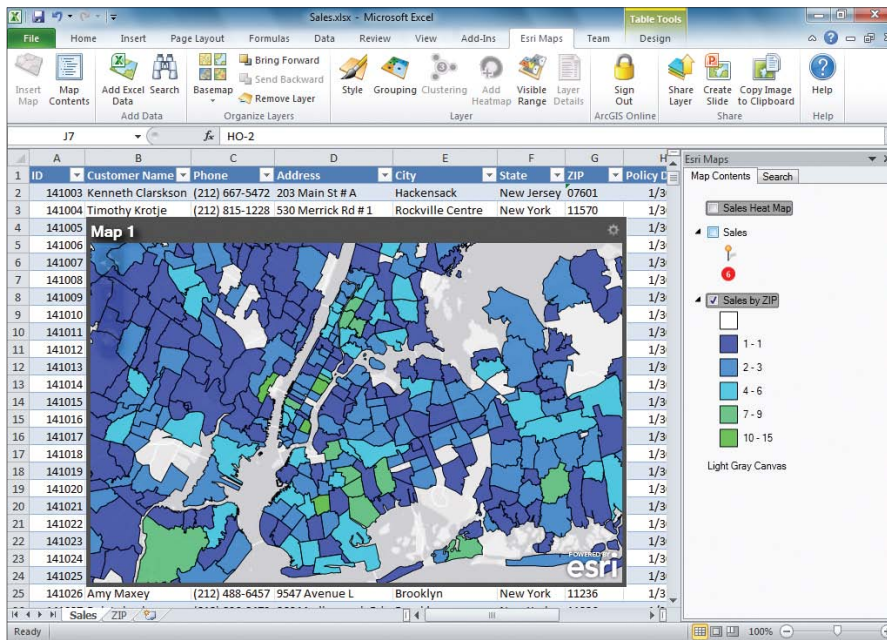 Sales.xlsx - Microsoft Excel
Table Tools
File Home Insert Page Layout Formulas Data Review View Add-Ins Esri Maps Team Design
Insert Map
Map Contents
Add Excel Data
Search
Add Data
Basemap
Bring Forward
Send Backward
Remove Layer
Organize Layers
Style
Grouping
Clustering
Add Heatmap
Visible Range
Layer Details
Layer
Sign Out
ArcGIS Online
Share Layer
Create Slide
Copy Image to Clipboard
Share
Help
Help
J7 fx HO-2
A B C D E F G H
1 ID Customer Name Phone Address City State ZIP Policy D
2 141003 Kenneth Clarskson (212) 667-5472 203 Main St # A Hackensack New Jersey 07601 1/3
3 141004 Timothy Krotje (212) 815-1228 530 Merrick Rd # 1 Rockville Centre New York 11570 1/3
4 141005 1/3
5 141006 1/3
6 141007 1/3
7 141008 1/3
8 141009 1/3
9 141010 1/3
10 141011 1/3
11 141012 1/3
12 141013 1/3
13 141014 1/3
14 141015 1/3
15 141016 1/3
16 141017 1/3
17 141018 1/3
18 141019 1/3
19 141020 1/3
20 141021 1/3
21 141022 1/3
22 141023 1/3
23 141024 1/3
24 141025 1/3
25 141026 Amy Maxey (212) 488-6457 9547 Avenue L Brooklyn New York 11236 1/3
Map 1
POWERED BY
esri
Esri Maps
Map Contents Search
Sales Heat Map
Sales
6
Sales by ZIP
1 - 1
2 - 3
4 - 6
7 - 9
10 - 15
Light Gray Canvas
Sales ZIP
Ready 100%